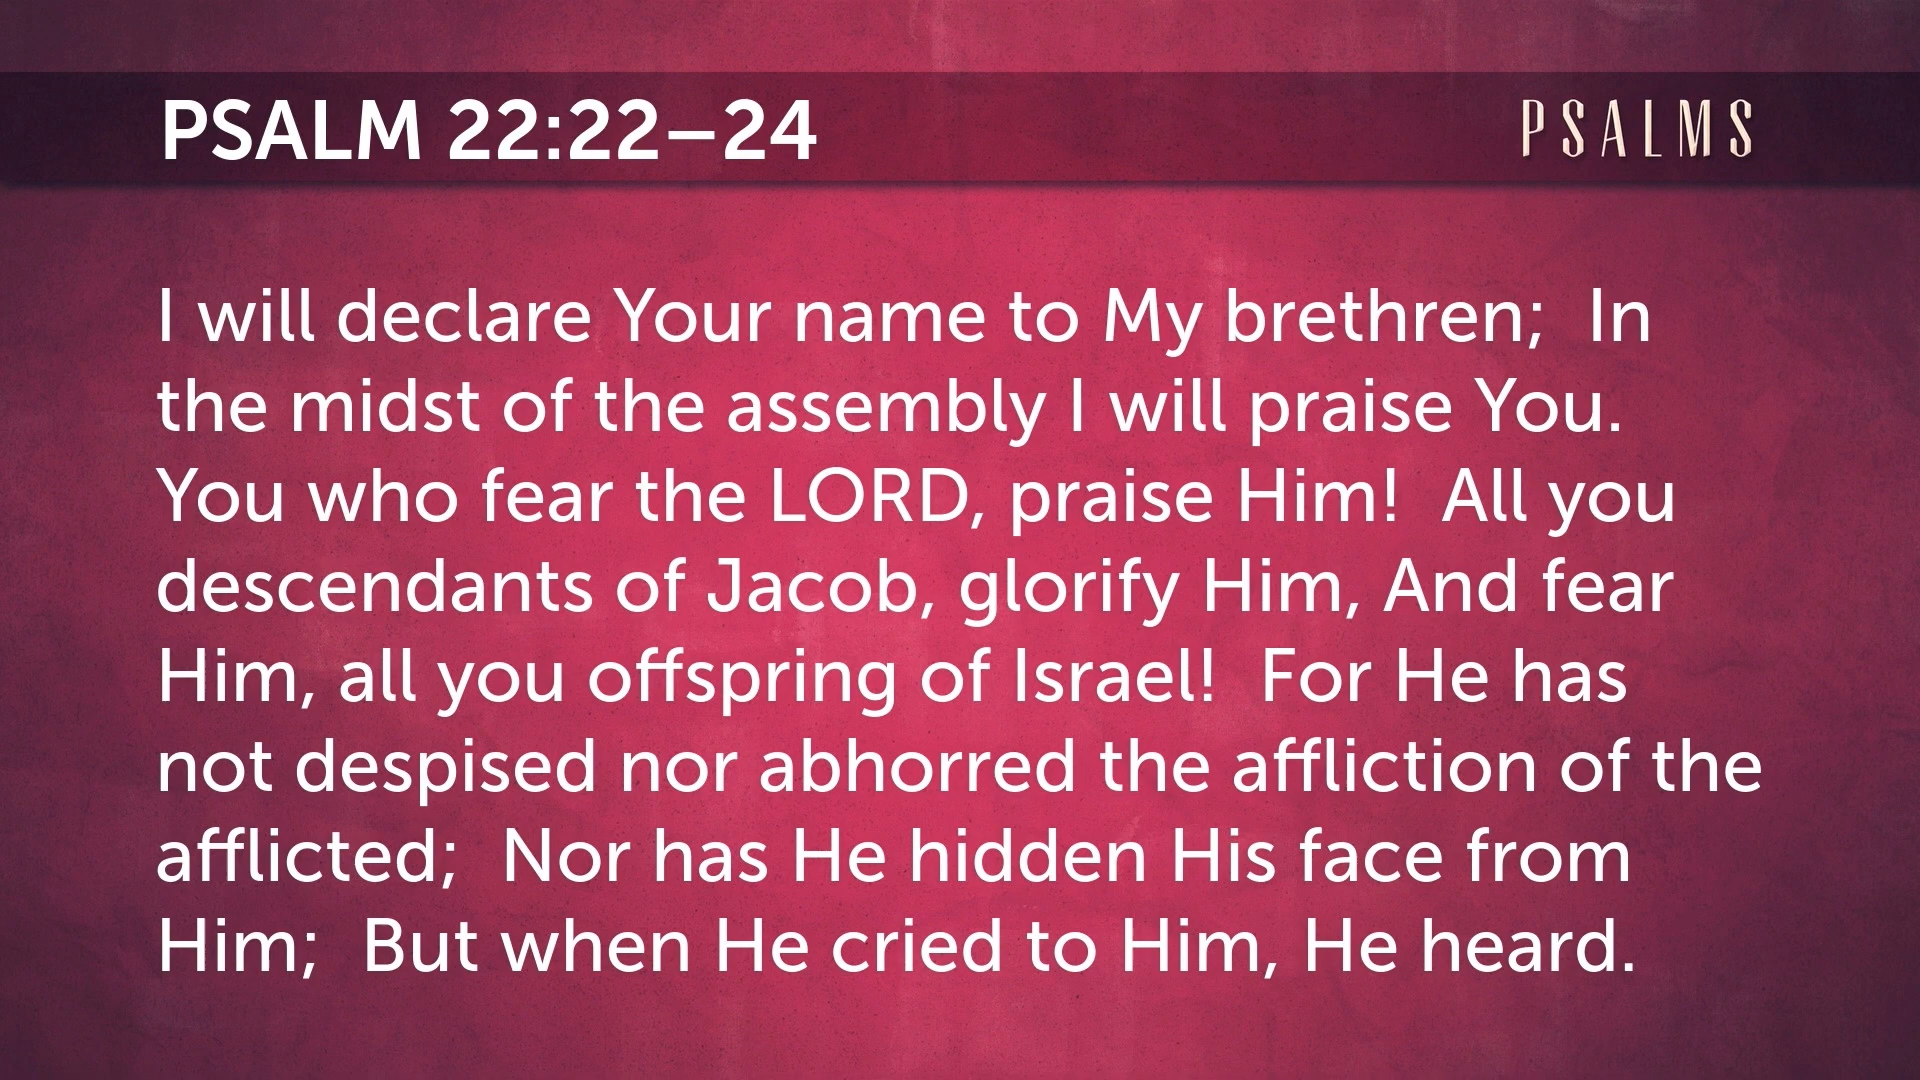 PSALM 22:22–24
PSALMS
I will declare Your name to My brethren;  In
the midst of the assembly I will praise You.
You who fear the LORD, praise Him!  All you
descendants of Jacob, glorify Him, And fear
Him, all you offspring of Israel!  For He has
not despised nor abhorred the affliction of the
afflicted;  Nor has He hidden His face from
Him;  But when He cried to Him, He heard.